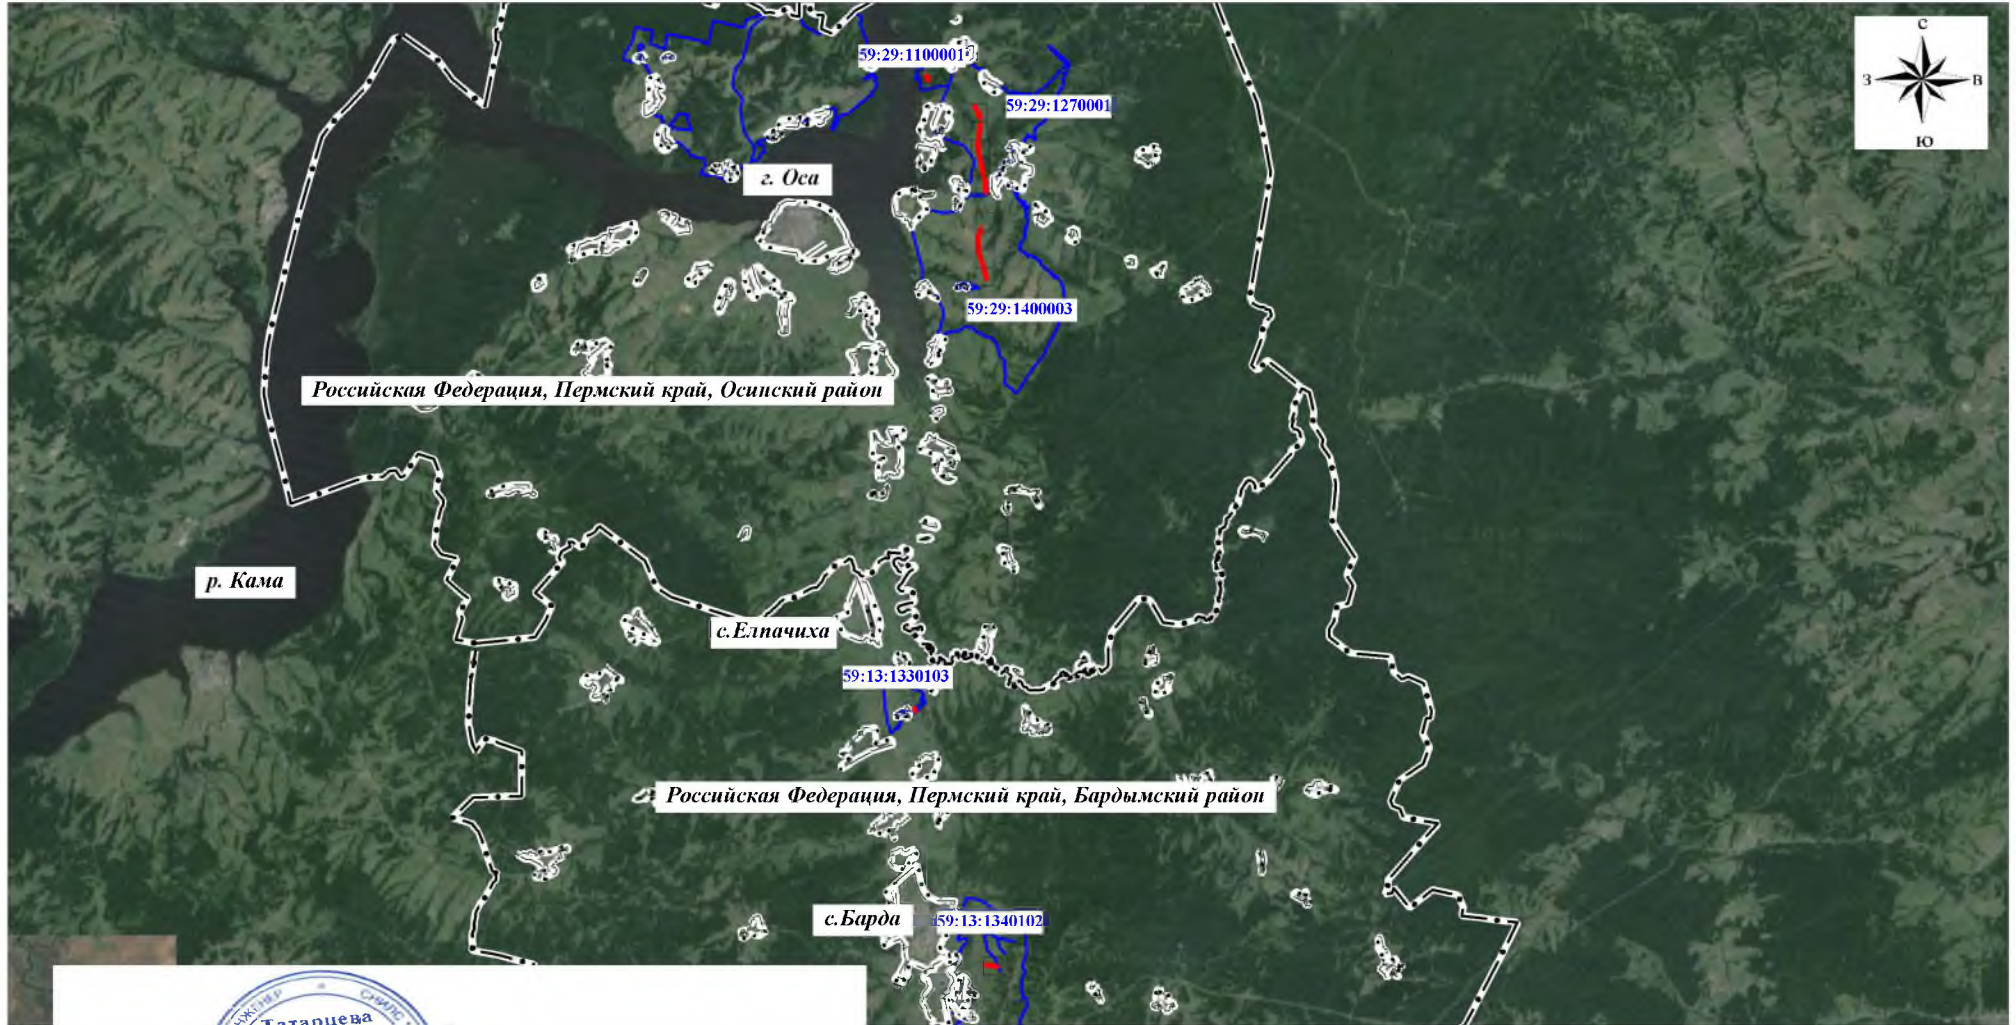 С
59:29:1100001
З
В
59:29:1270001
Ю
г. Оса
59:29:1400003
Российская Федерация, Пермский край, Осинский район
р. Кама
с.Елпачиха
59:13:1330103
Российская Федерация, Пермский край, Бардымский район
с.Барда
59:13:1340102
СНИЛС
Татарцева